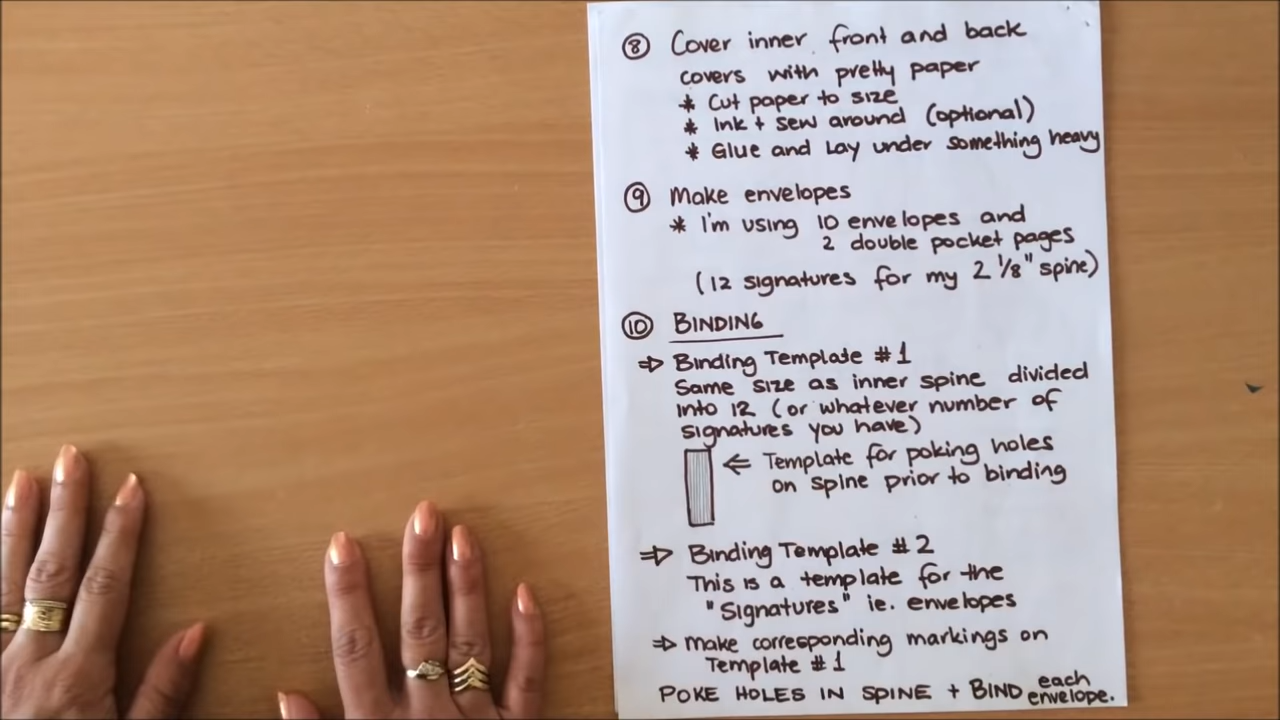 ⑧ Cover inner front and back
covers with pretty paper
* Cut paper to size
* Ink + sew around (optional)
* Glue and Lay under something heavy
⑨ Make envelopes
* I'm using 10 envelopes and
2 double pocket pages
(12 signatures for my 2 1/8" spine)
⑩ BINDING
⇒ Binding Template #1
Same size as inner spine divided
into 12 (or whatever number of
signatures you have)
⇐ Template for poking holes
on spine prior to binding
⇒ Binding Template #2
This is a template for the
"Signatures" ie. envelopes
⇒ Make corresponding markings on
Template #1
POKE HOLES IN SPINE + BIND each
envelope.